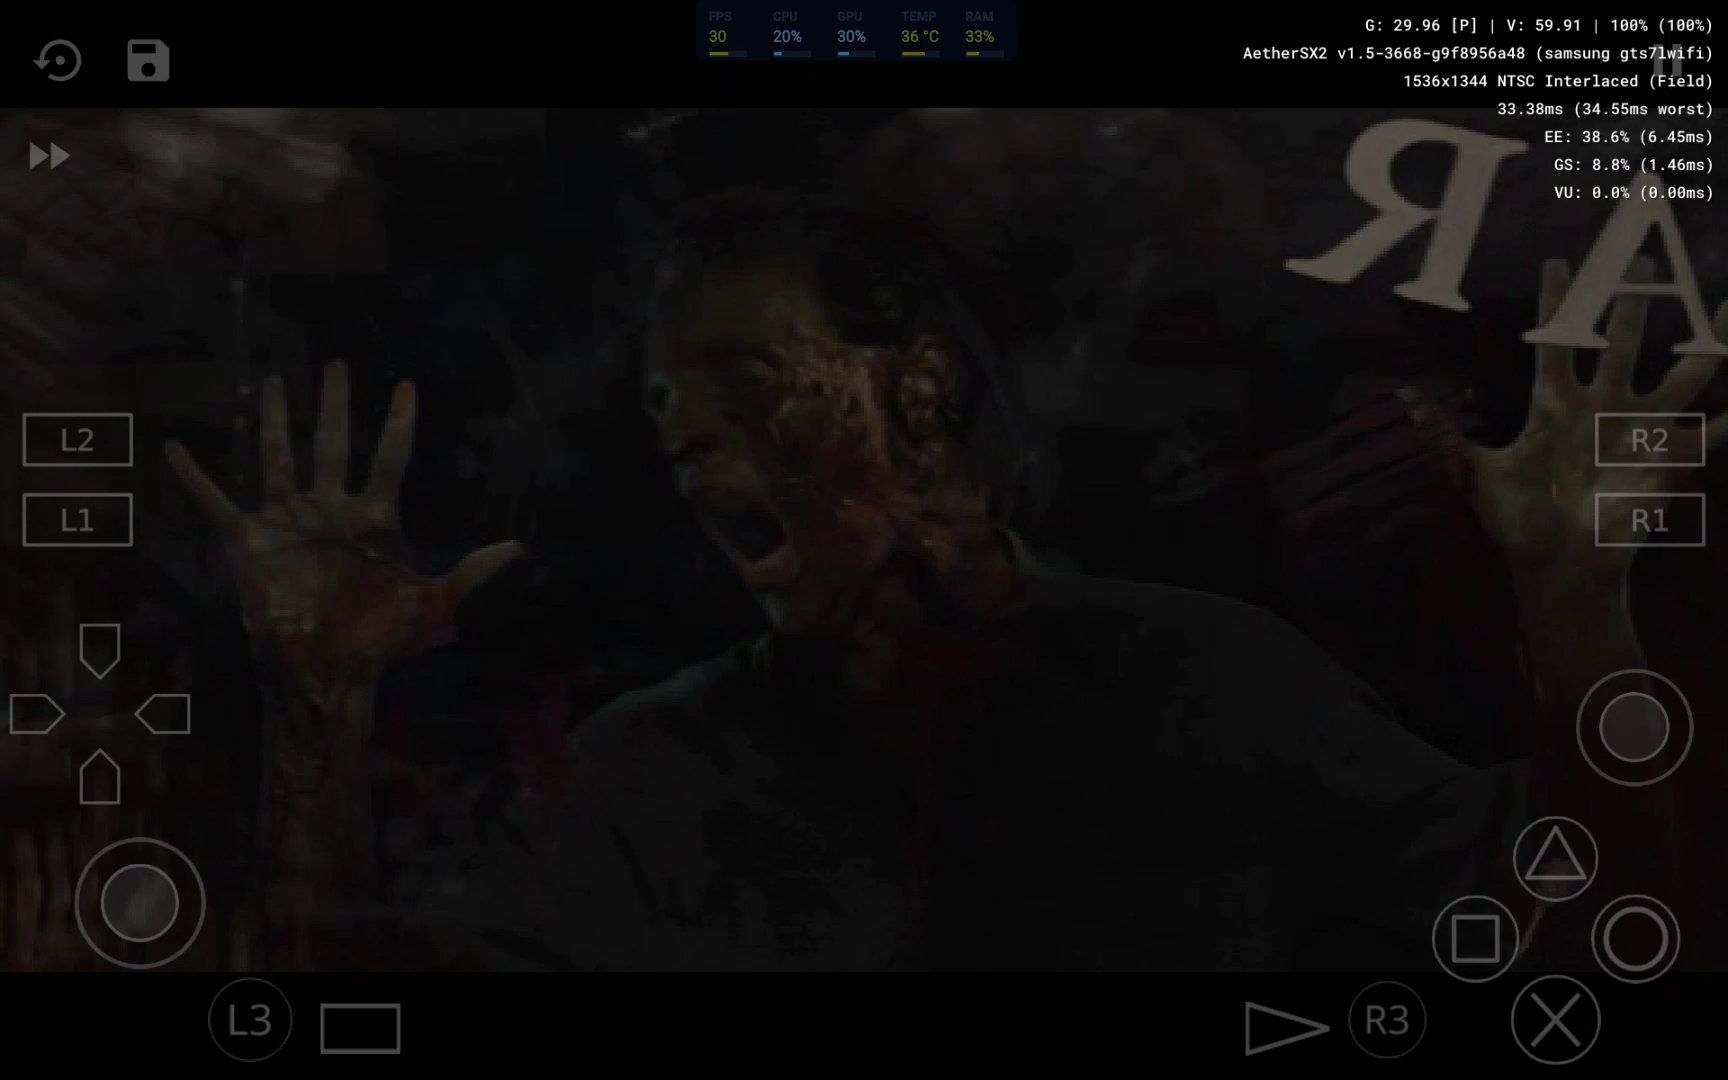 FPS CPU GPU TEMP RAM
30 20% 30% 36 °C 33%
G: 29.96 [P] | V: 59.91 | 100% (100%)
AetherSX2 v1.5-3668-g9f8956a48 (samsung gts7lwifi)
1536x1344 NTSC Interlaced (Field)
33.38ms (34.55ms worst)
EE: 38.6% (6.45ms)
GS: 8.8% (1.46ms)
VU: 0.0% (0.00ms)
L2
R2
L1
R1
L3
R3